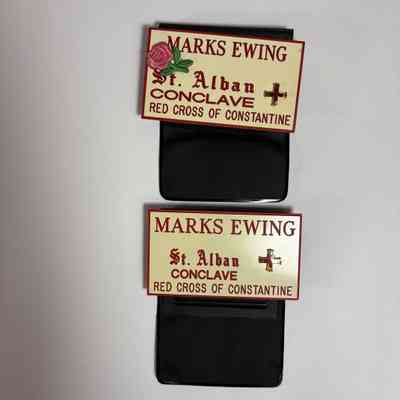 MARKS EWING
St. Alban
CONCLAVE
RED CROSS OF CONSTANTINE
MARKS EWING
St. Alban
CONCLAVE
RED CROSS OF CONSTANTINE